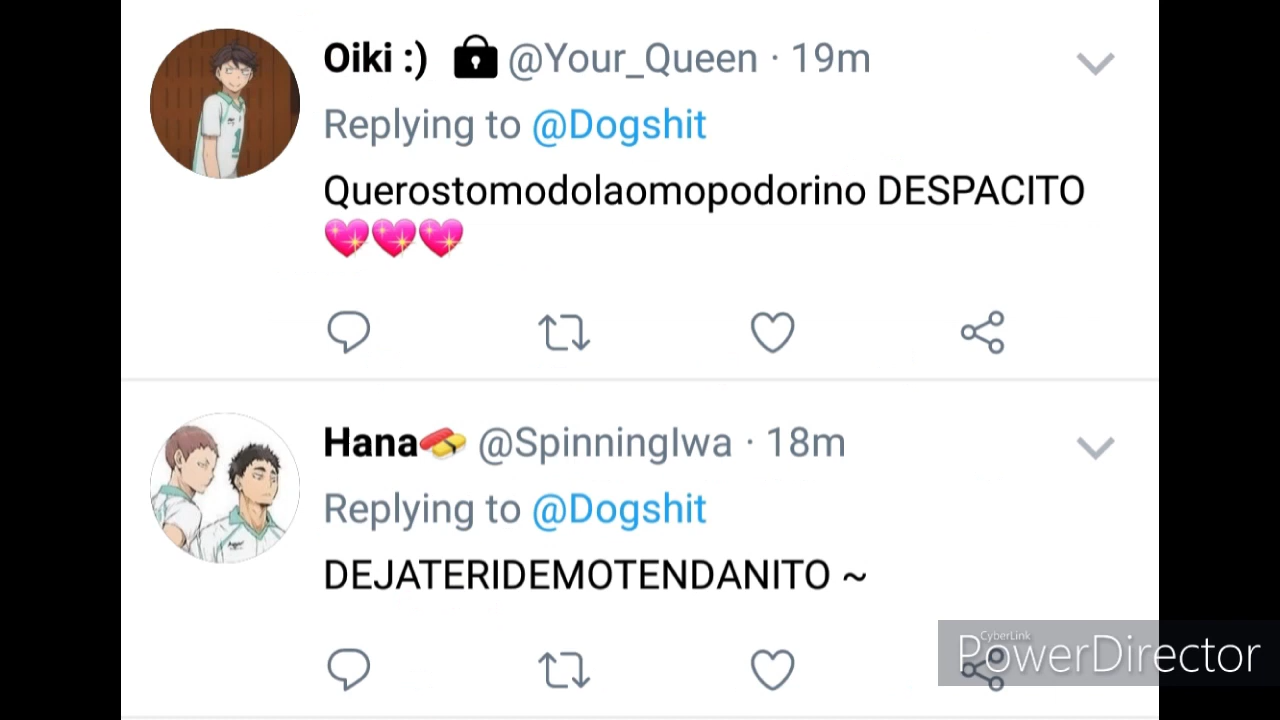 Oiki :) 🔒 @Your_Queen · 19m
Replying to @Dogshit
Querostomodolaomopodorino DESPACITO
💖💖💖
Hana🍣 @SpinningIwa · 18m
Replying to @Dogshit
DEJATERIDEMOTENDANITO ~
CyberLink
PowerDirector